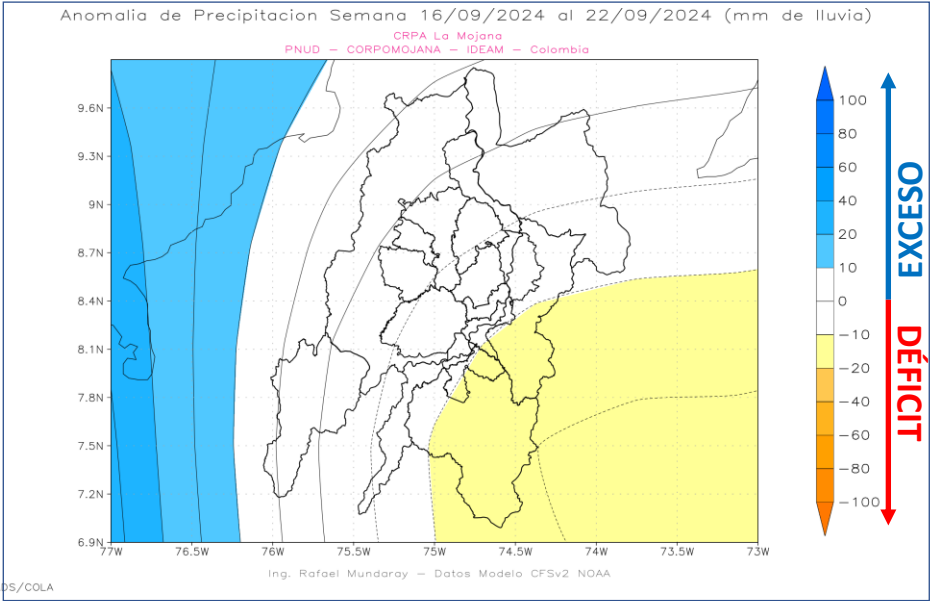 Anomalia de Precipitacion Semana 16/09/2024 al 22/09/2024 (mm de lluvia)
CRPA La Mojana
PNUD – CORPOMOJANA – IDEAM – Colombia
9.6N
9.3N
9N
8.7N
8.4N
8.1N
7.8N
7.5N
7.2N
6.9N
77W 76.5W 76W 75.5W 75W 74.5W 74W 73.5W 73W
100
80
60
40
20
10
0
−10
−20
−40
−60
−80
−100
EXCESO
DÉFICIT
Ing. Rafael Mundaray – Datos Modelo CFSv2 NOAA
DS/COLA